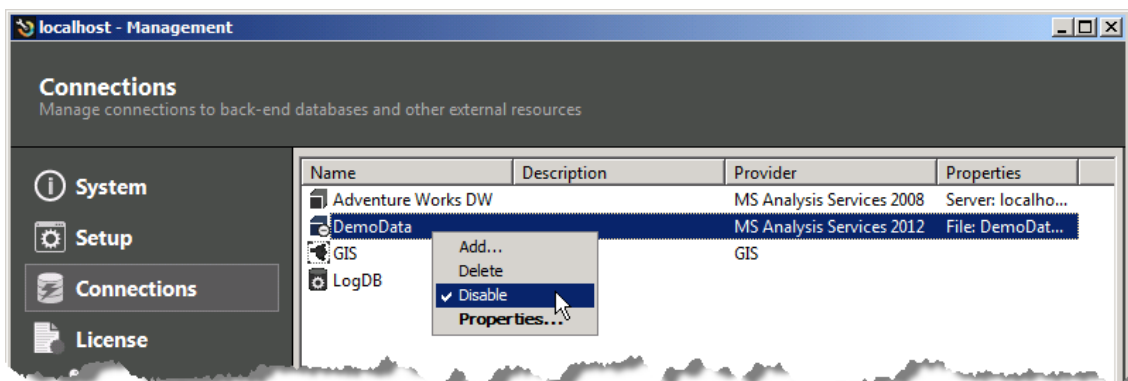 localhost - Management
Connections
Manage connections to back-end databases and other external resources
System
Setup
Connections
License
Name Description Provider Properties
Adventure Works DW MS Analysis Services 2008 Server: localho...
DemoData MS Analysis Services 2012 File: DemoDat...
GIS GIS
LogDB
Add...
Delete
Disable
Properties...